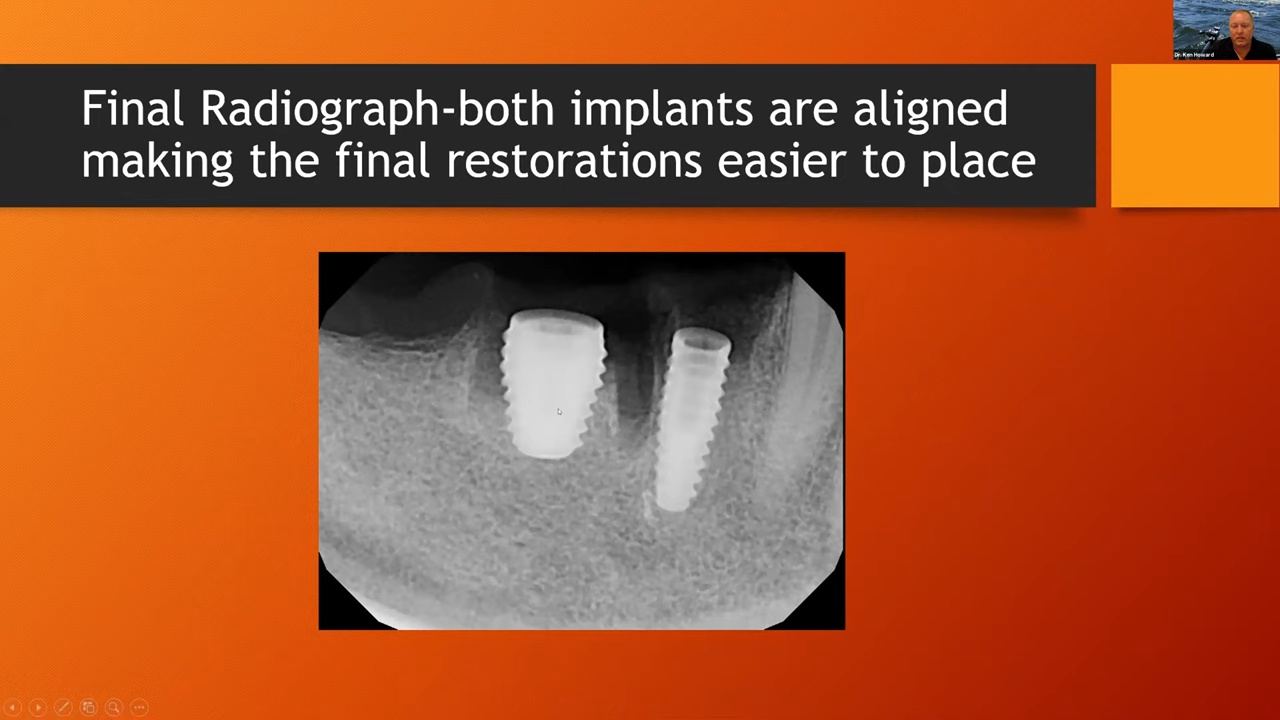 Dr. Ken Howard
Final Radiograph-both implants are aligned
making the final restorations easier to place